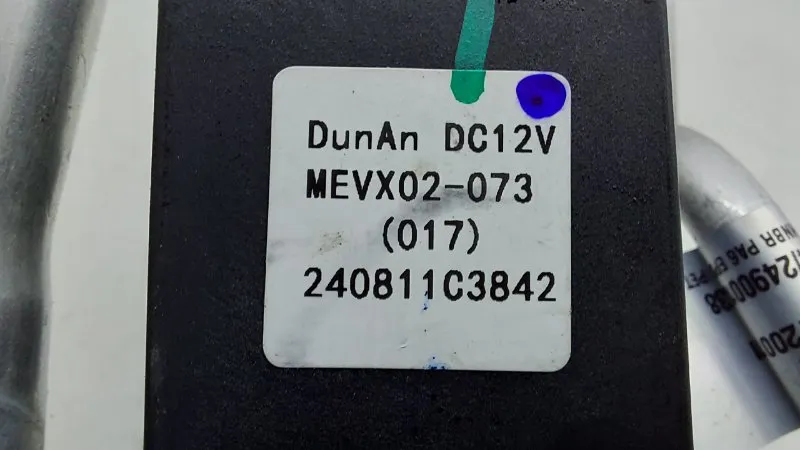 DunAn DC12V
MEVX02-073
(017)
240811C3842